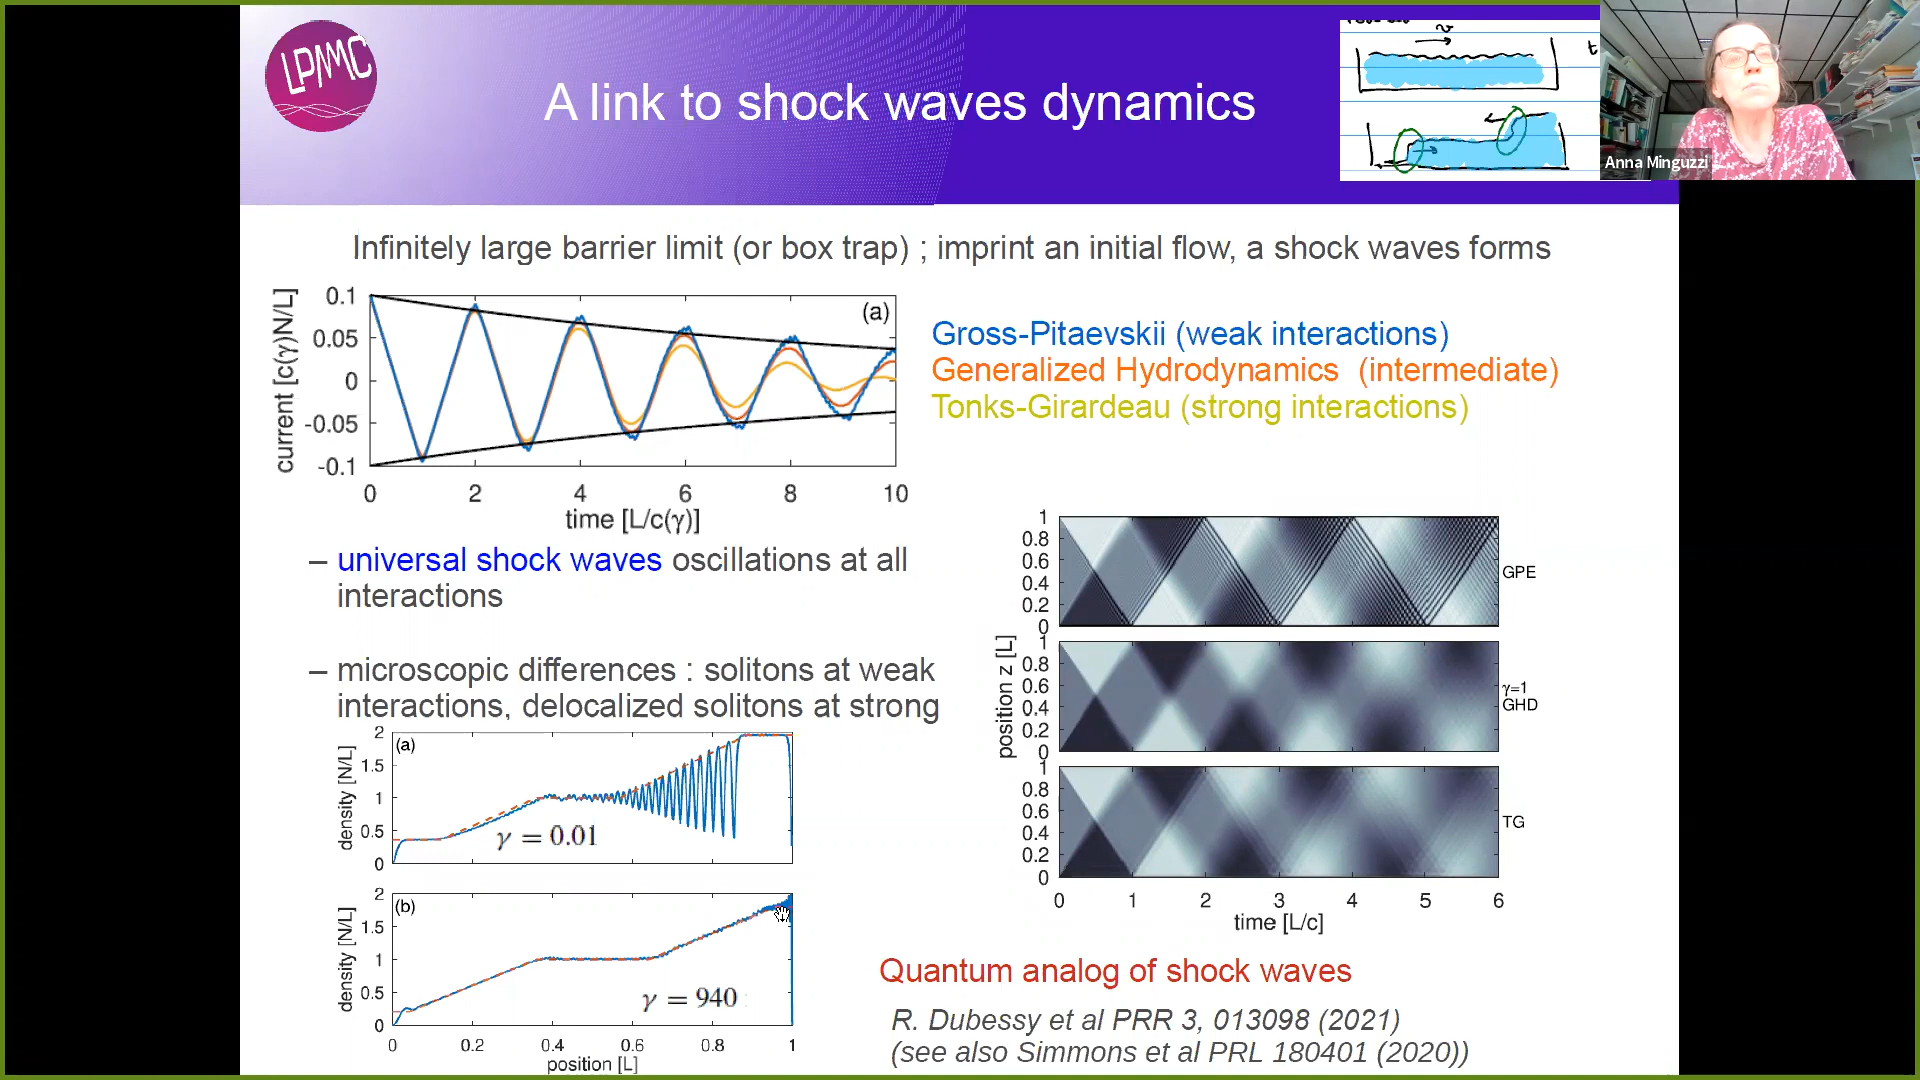 LPMC
A link to shock waves dynamics
v
t
Anna Minguzzi
Infinitely large barrier limit (or box trap) ; imprint an initial flow, a shock waves forms
current [c(γ)N/L]
0.1
0.05
0
-0.05
-0.1
(a)
0 2 4 6 8 10
time [L/c(γ)]
Gross-Pitaevskii (weak interactions)
Generalized Hydrodynamics (intermediate)
Tonks-Girardeau (strong interactions)
– universal shock waves oscillations at all
interactions
– microscopic differences : solitons at weak
interactions, delocalized solitons at strong
density [N/L]
2
1.5
1
0.5
0
(a)
γ = 0.01
density [N/L]
2
1.5
1
0.5
0
(b)
γ = 940
0 0.2 0.4 0.6 0.8 1
position [L]
position z [L]
1
0.8
0.6
0.4
0.2
0
GPE
1
0.8
0.6
0.4
0.2
0
γ=1
GHD
1
0.8
0.6
0.4
0.2
0
TG
0 1 2 3 4 5 6
time [L/c]
Quantum analog of shock waves
R. Dubessy et al PRR 3, 013098 (2021)
(see also Simmons et al PRL 180401 (2020))